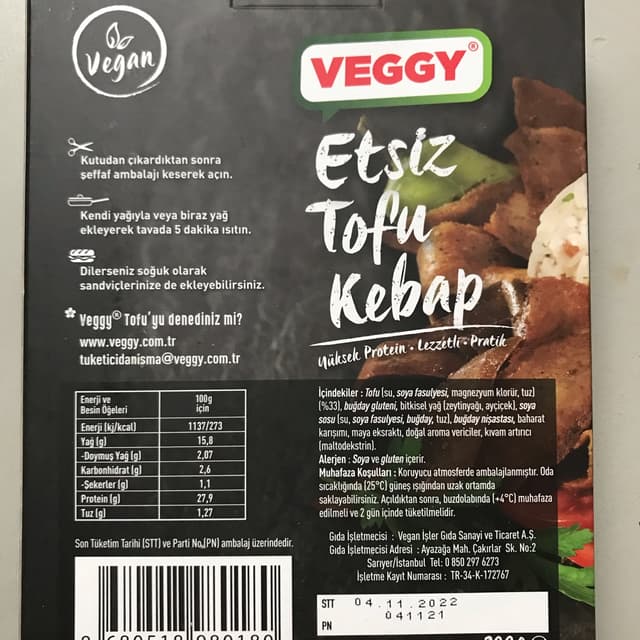 Vegan
VEGGY®
Etsiz
Tofu
Kebap
Yüksek Protein • Lezzetli • Pratik
Kutudan çıkardıktan sonra
şeffaf ambalajı keserek açın.
Kendi yağıyla veya biraz yağ
ekleyerek tavada 5 dakika ısıtın.
Dilerseniz soğuk olarak
sandviçlerinize de ekleyebilirsiniz.
* Veggy® Tofu'yu denediniz mi?
www.veggy.com.tr
tuketicidanisma@veggy.com.tr
Enerji ve Besin Öğeleri 100g için
Enerji (kj/kcal) 1137/273
Yağ (g) 15,8
-Doymuş Yağ (g) 2,07
Karbonhidrat (g) 2,6
-Şekerler (g) 1,1
Protein (g) 27,9
Tuz (g) 1,27
Son Tüketim Tarihi (STT) ve Parti No.(PN) ambalaj üzerindedir.
İçindekiler : Tofu (su, soya fasulyesi, magnezyum klorür, tuz)
(%33), buğday gluteni, bitkisel yağ (zeytinyağı, ayçiçek), soya
sosu (su, soya fasulyesi, buğday, tuz), buğday nişastası, baharat
karışımı, maya ekstraktı, doğal aroma vericiler, kıvam artırıcı
(maltodekstrin).
Alerjen : Soya ve gluten içerir.
Muhafaza Koşulları : Koruyucu atmosferde ambalajlanmıştır. Oda
sıcaklığında (25°C) güneş ışığından uzak ortamda
saklayabilirsiniz. Açıldıktan sonra, buzdolabında (+4°C) muhafaza
edilmeli ve 2 gün içinde tüketilmelidir.
Gıda İşletmecisi : Vegan İşler Gıda Sanayi ve Ticaret A.Ş.
Gıda İşletmecisi Adresi : Ayazağa Mah. Çakırlar Sk. No:2
Sarıyer/İstanbul Tel: 0 850 297 6273
İşletme Kayıt Numarası : TR-34-K-172767
STT 04.11.2022
PN 041121